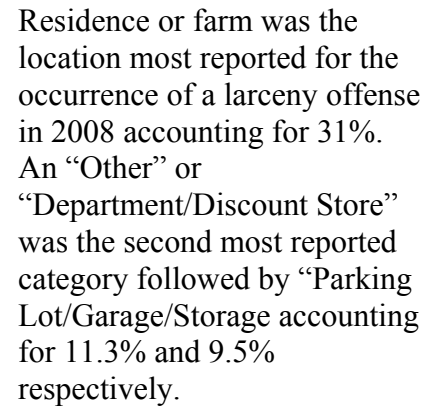 Residence or farm was the
location most reported for the
occurrence of a larceny offense
in 2008 accounting for 31%.
An “Other” or
“Department/Discount Store”
was the second most reported
category followed by “Parking
Lot/Garage/Storage accounting
for 11.3% and 9.5%
respectively.